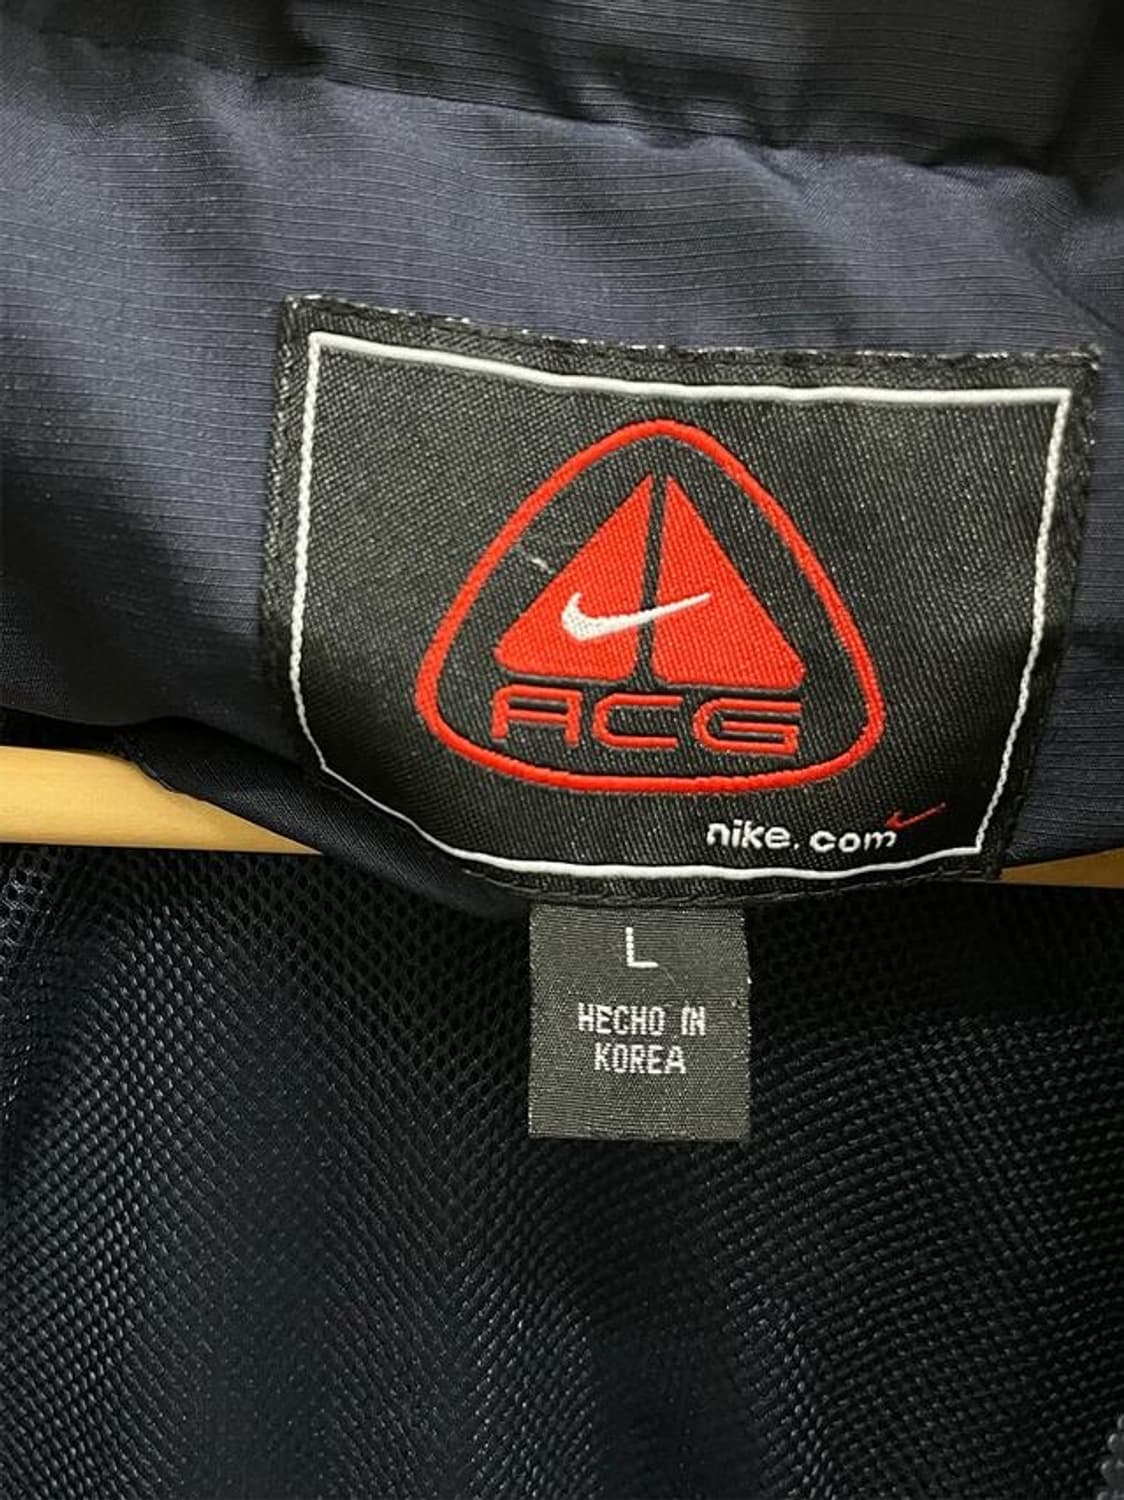 ACG
nike.com
L
HECHO IN
KOREA